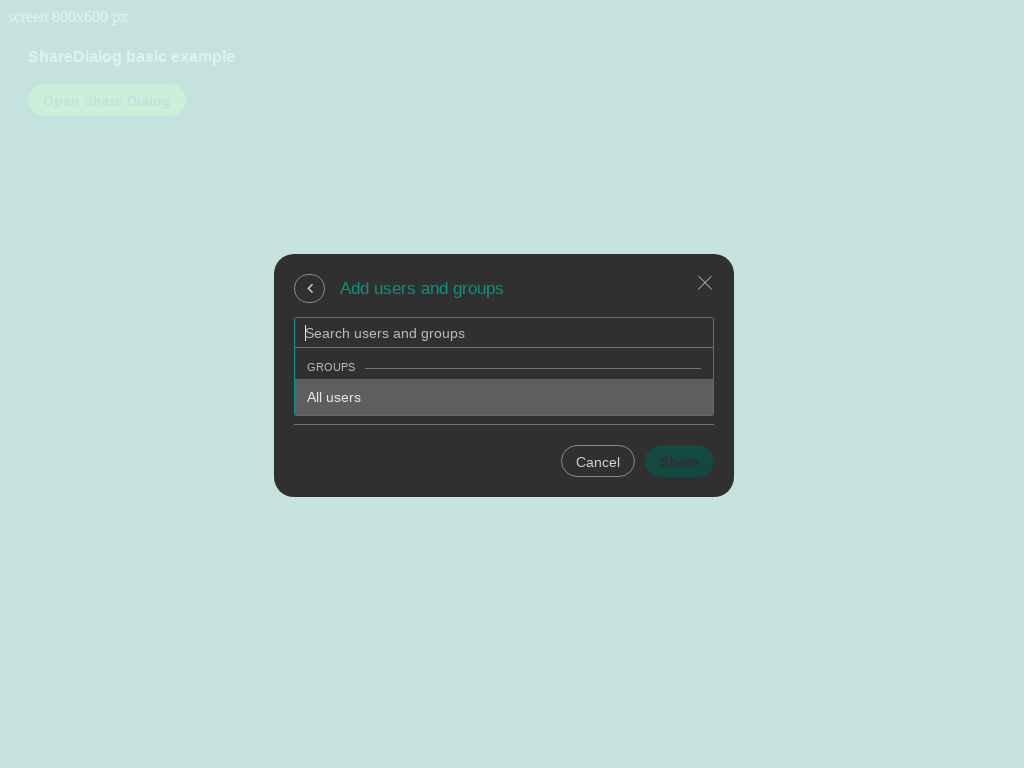 screen 800x600 px
ShareDialog basic example
Open Share Dialog
Add users and groups
Search users and groups
GROUPS
All users
Cancel
Share